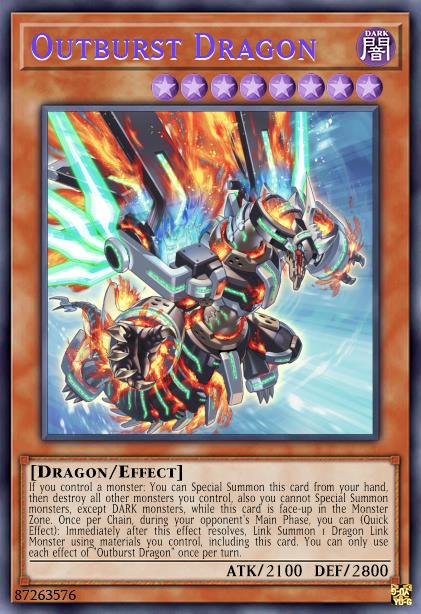 OUTBURST DRAGON
DARK
闇
[DRAGON/EFFECT]
If you control a monster: You can Special Summon this card from your hand,
then destroy all other monsters you control, also you cannot Special Summon
monsters, except DARK monsters, while this card is face-up in the Monster
Zone. Once per Chain, during your opponent's Main Phase, you can (Quick
Effect): Immediately after this effect resolves, Link Summon 1 Dragon Link
Monster using materials you control, including this card. You can only use
each effect of "Outburst Dragon" once per turn.
ATK/2100 DEF/2800
87263576